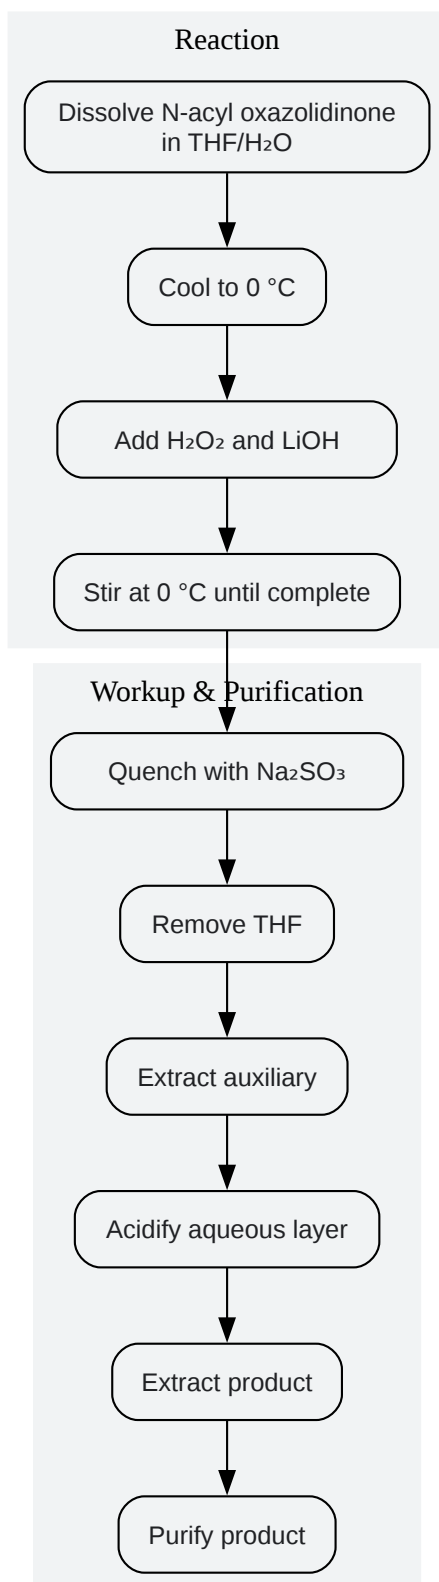 Reaction
Dissolve N-acyl oxazolidinone
in THF/H₂O
Cool to 0 °C
Add H₂O₂ and LiOH
Stir at 0 °C until complete
Workup & Purification
Quench with Na₂SO₃
Remove THF
Extract auxiliary
Acidify aqueous layer
Extract product
Purify product